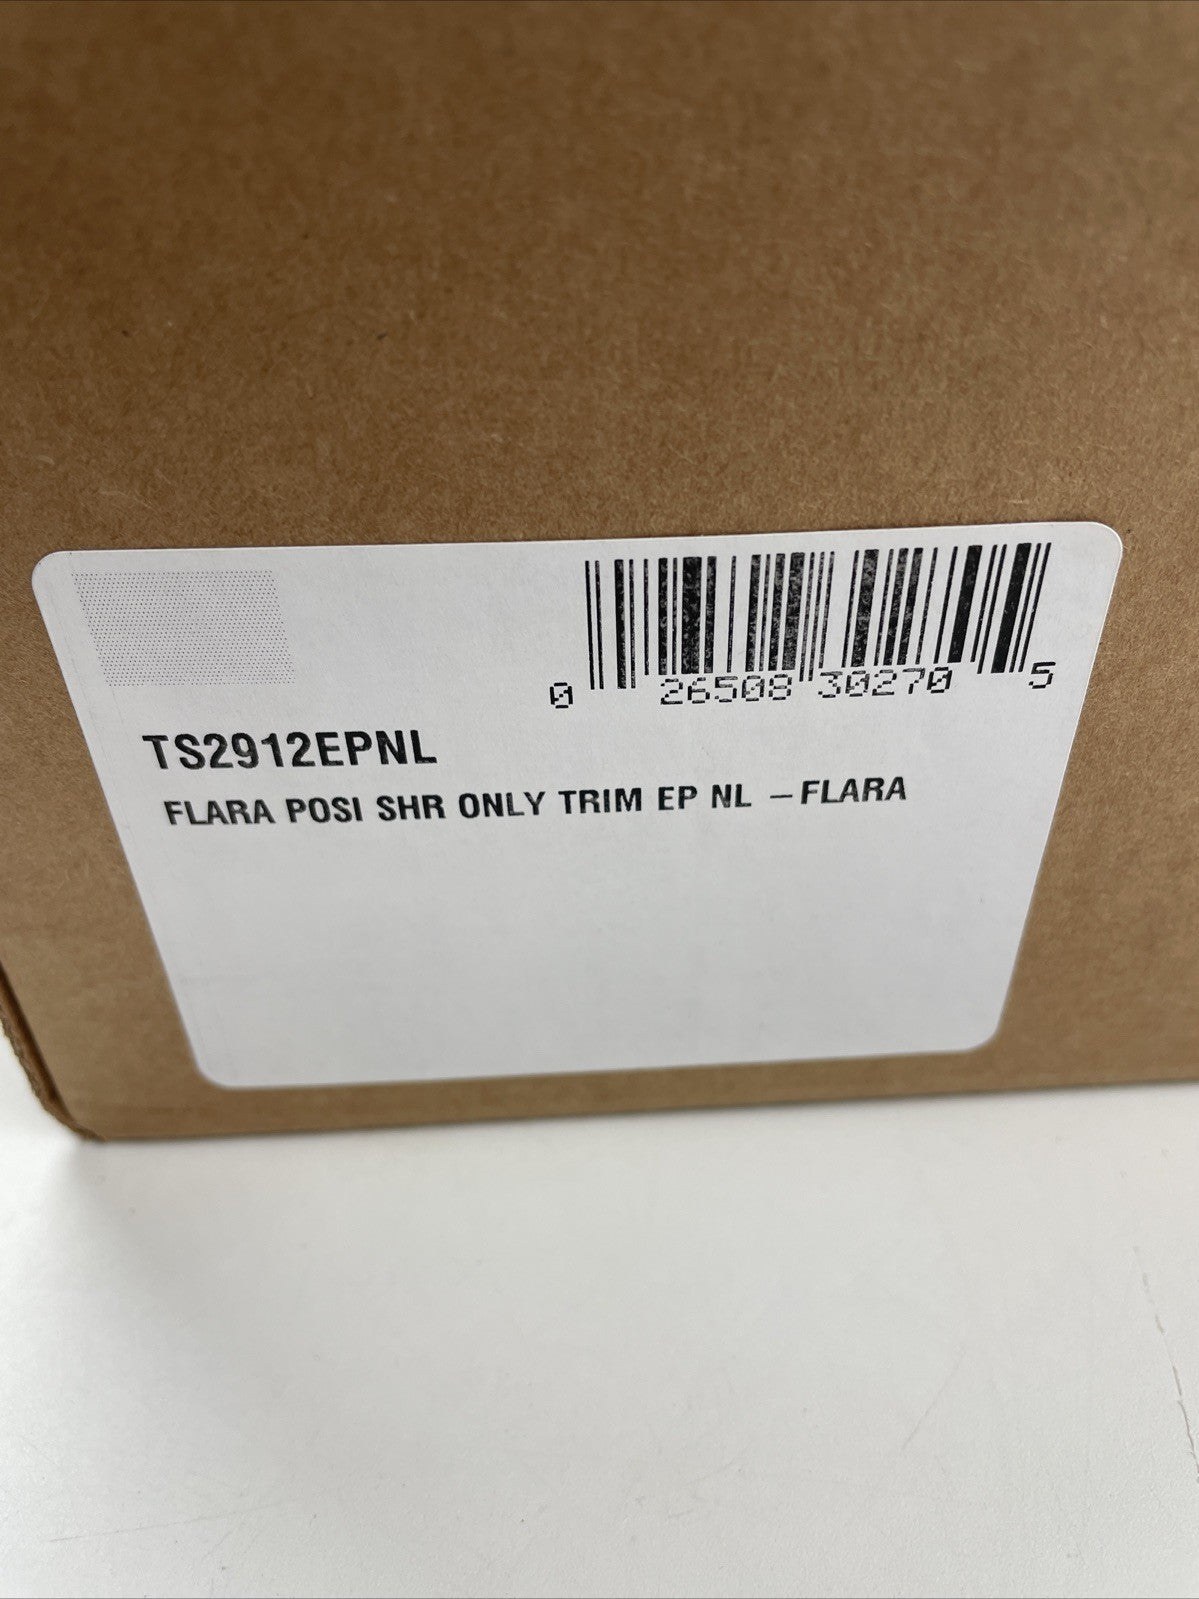 0 26508 30270 5
TS2912EPNL
FLARA POSI SHR ONLY TRIM EP NL –FLARA